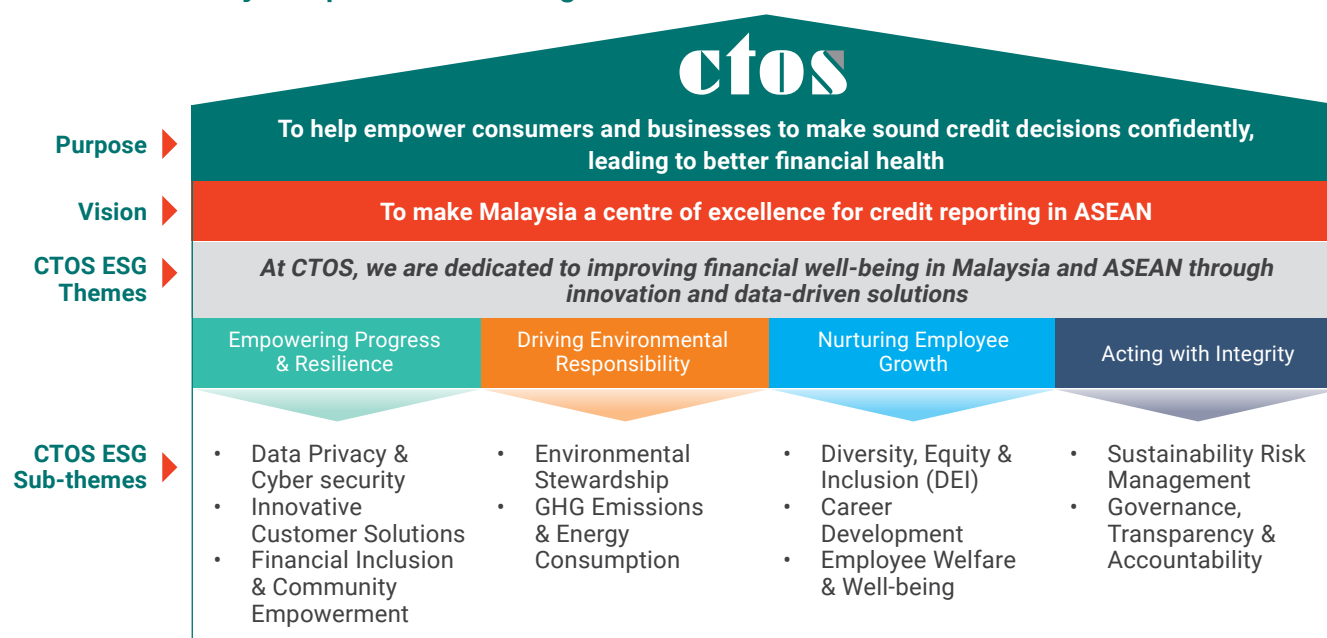 ctos
Purpose
To help empower consumers and businesses to make sound credit decisions confidently,
leading to better financial health
Vision
To make Malaysia a centre of excellence for credit reporting in ASEAN
CTOS ESG
Themes
At CTOS, we are dedicated to improving financial well-being in Malaysia and ASEAN through
innovation and data-driven solutions
Empowering Progress
& Resilience
Driving Environmental
Responsibility
Nurturing Employee
Growth
Acting with Integrity
CTOS ESG
Sub-themes
• Data Privacy &
Cyber security
• Innovative
Customer Solutions
• Financial Inclusion
& Community
Empowerment
• Environmental
Stewardship
• GHG Emissions
& Energy
Consumption
• Diversity, Equity &
Inclusion (DEI)
• Career
Development
• Employee Welfare
& Well-being
• Sustainability Risk
Management
• Governance,
Transparency &
Accountability